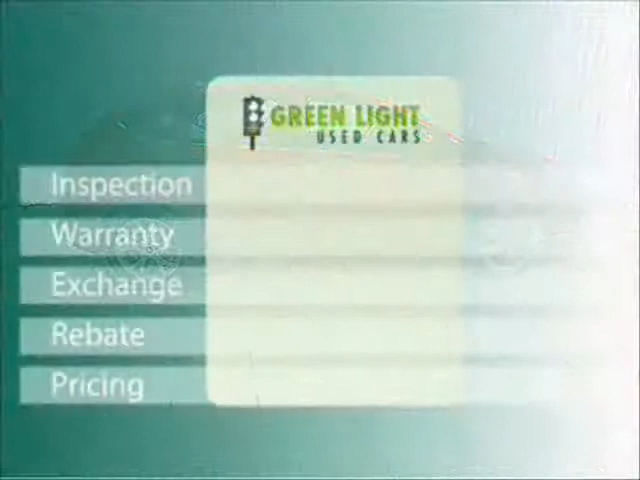 GREEN LIGHT
USED CARS
Inspection
Warranty
Exchange
Rebate
Pricing